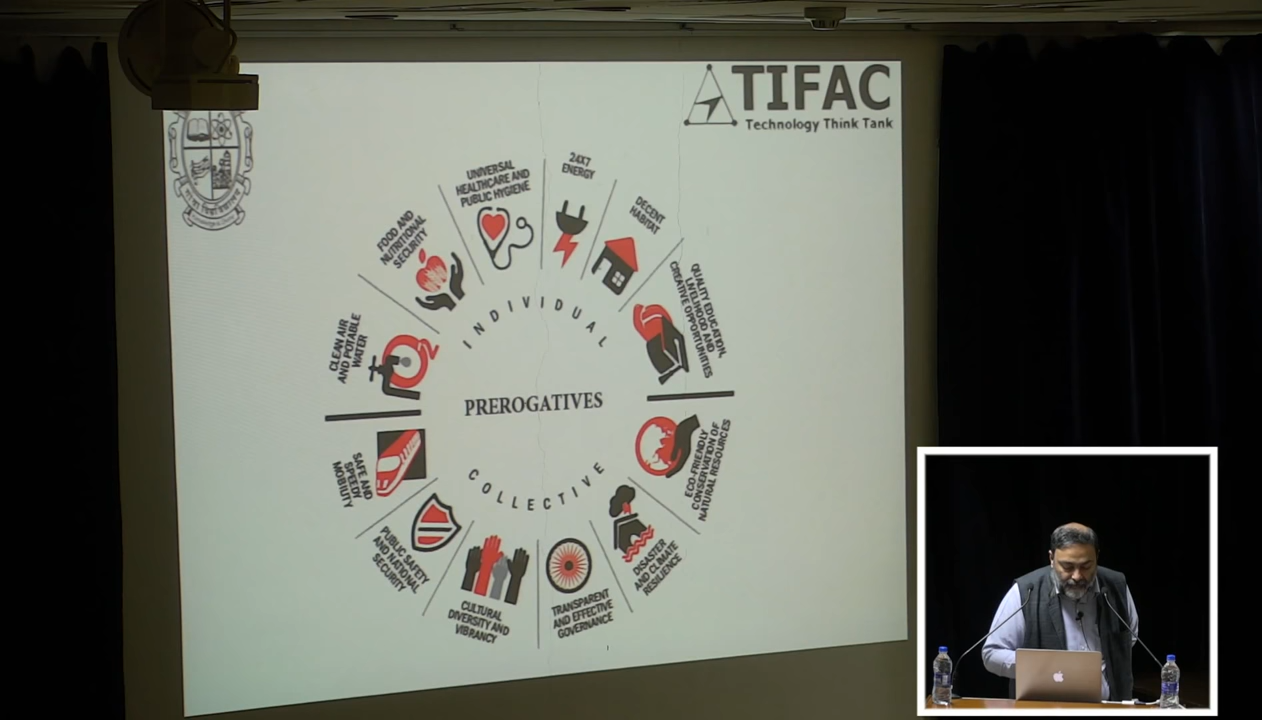 TIFAC
Technology Think Tank
UNIVERSAL
HEALTHCARE AND
PUBLIC HYGIENE
24X7
ENERGY
DECENT
HABITAT
FOOD AND
NUTRITIONAL
SECURITY
QUALITY EDUCATION,
LIVELIHOOD AND
CREATIVE OPPORTUNITIES
CLEAN AIR
AND POTABLE
WATER
INDIVIDUAL
PREROGATIVES
COLLECTIVE
SAFE AND
SPEEDY
MOBILITY
ECO-FRIENDLY
CONSERVATION OF
NATURAL RESOURCES
PUBLIC SAFETY
AND NATIONAL
SECURITY
DISASTER
AND CLIMATE
RESILIENCE
CULTURAL
DIVERSITY AND
VIBRANCY
TRANSPARENT
AND EFFECTIVE
GOVERNANCE